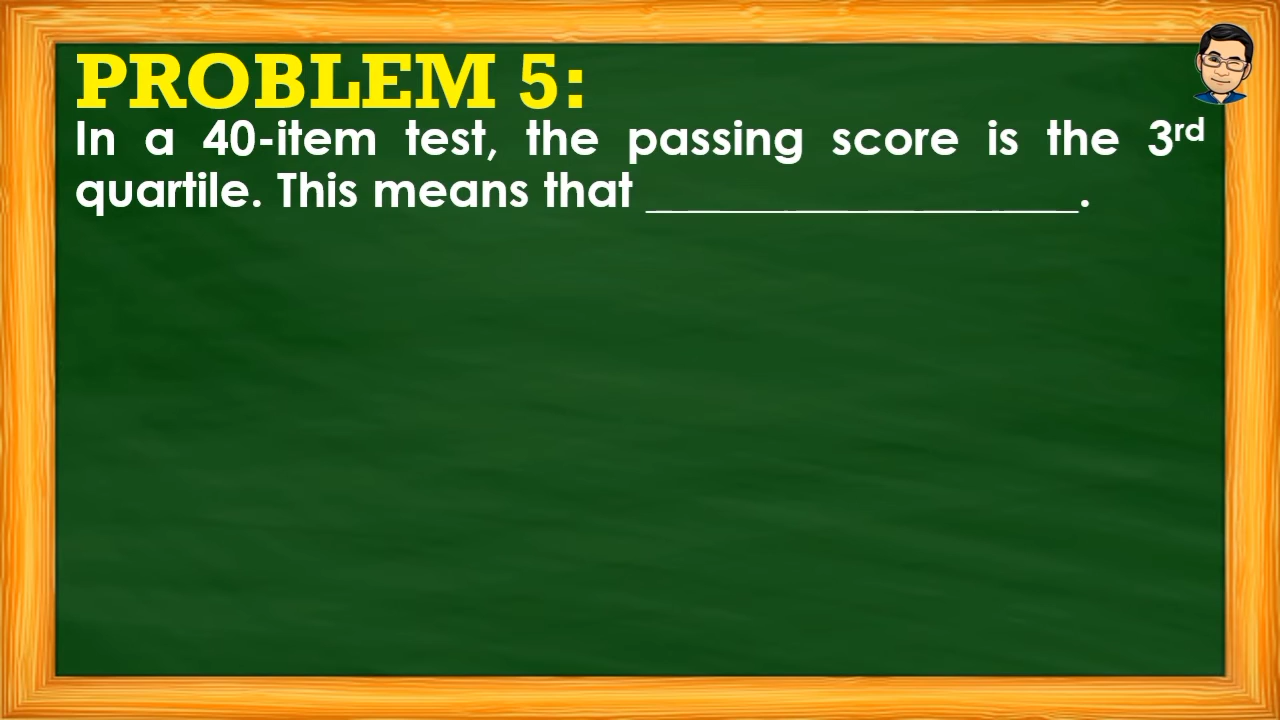 PROBLEM 5:
In a 40-item test, the passing score is the 3rd
quartile. This means that ____________________.